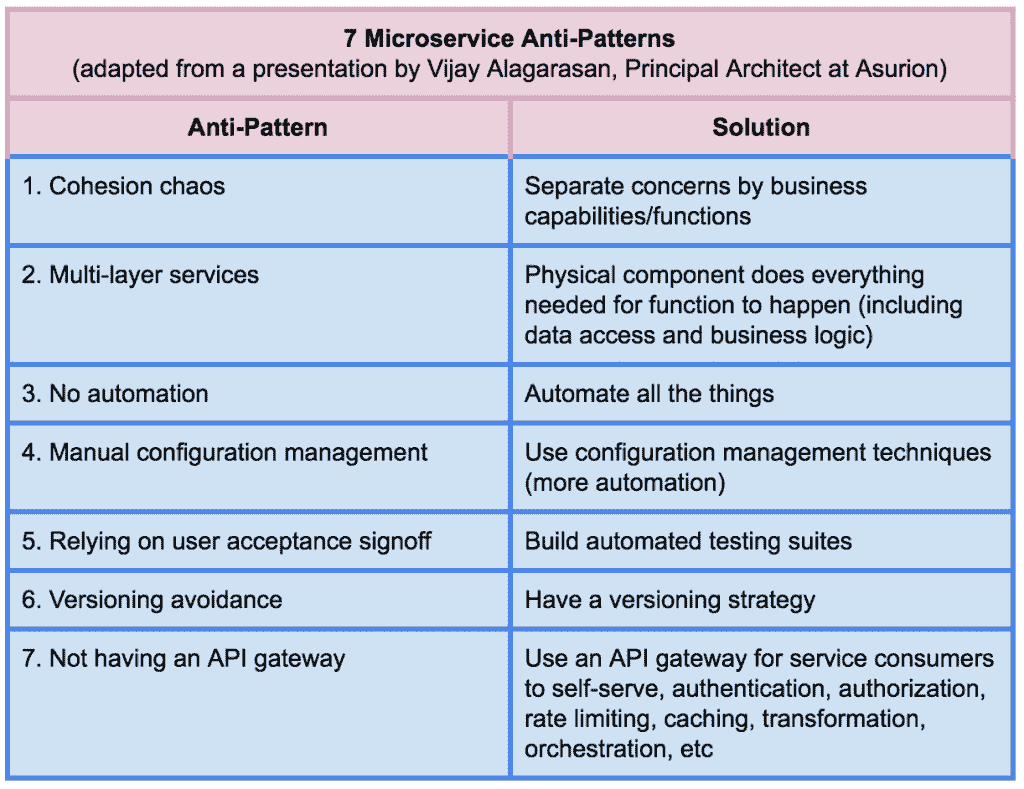 7 Microservice Anti-Patterns
(adapted from a presentation by Vijay Alagarasan, Principal Architect at Asurion)
Anti-Pattern
Solution
1. Cohesion chaos
Separate concerns by business
capabilities/functions
2. Multi-layer services
Physical component does everything
needed for function to happen (including
data access and business logic)
3. No automation
Automate all the things
4. Manual configuration management
Use configuration management techniques
(more automation)
5. Relying on user acceptance signoff
Build automated testing suites
6. Versioning avoidance
Have a versioning strategy
7. Not having an API gateway
Use an API gateway for service consumers
to self-serve, authentication, authorization,
rate limiting, caching, transformation,
orchestration, etc